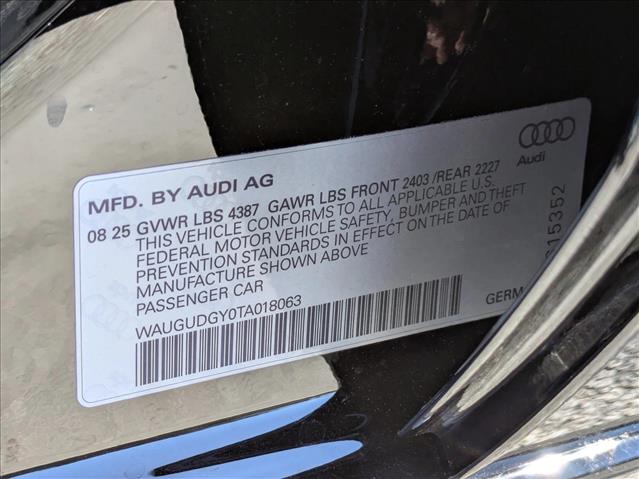 Audi
MFD. BY AUDI AG
08 25 GVWR LBS 4387 GAWR LBS FRONT 2403 /REAR 2227
THIS VEHICLE CONFORMS TO ALL APPLICABLE U.S.
FEDERAL MOTOR VEHICLE SAFETY, BUMPER AND THEFT
PREVENTION STANDARDS IN EFFECT ON THE DATE OF
MANUFACTURE SHOWN ABOVE
PASSENGER CAR
WAUGUDGY0TA018063
GERM
15352